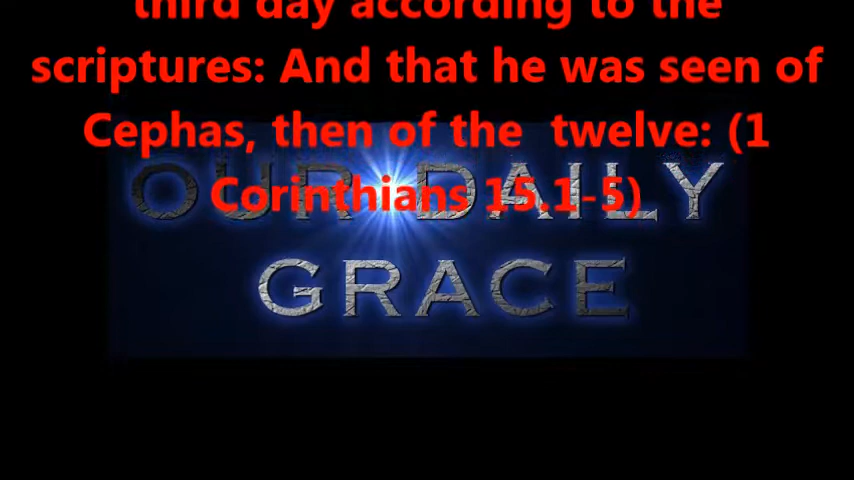 third day according to the
scriptures: And that he was seen of
Cephas, then of the twelve: (1
Corinthians 15.1-5)
OUR DAILY
GRACE